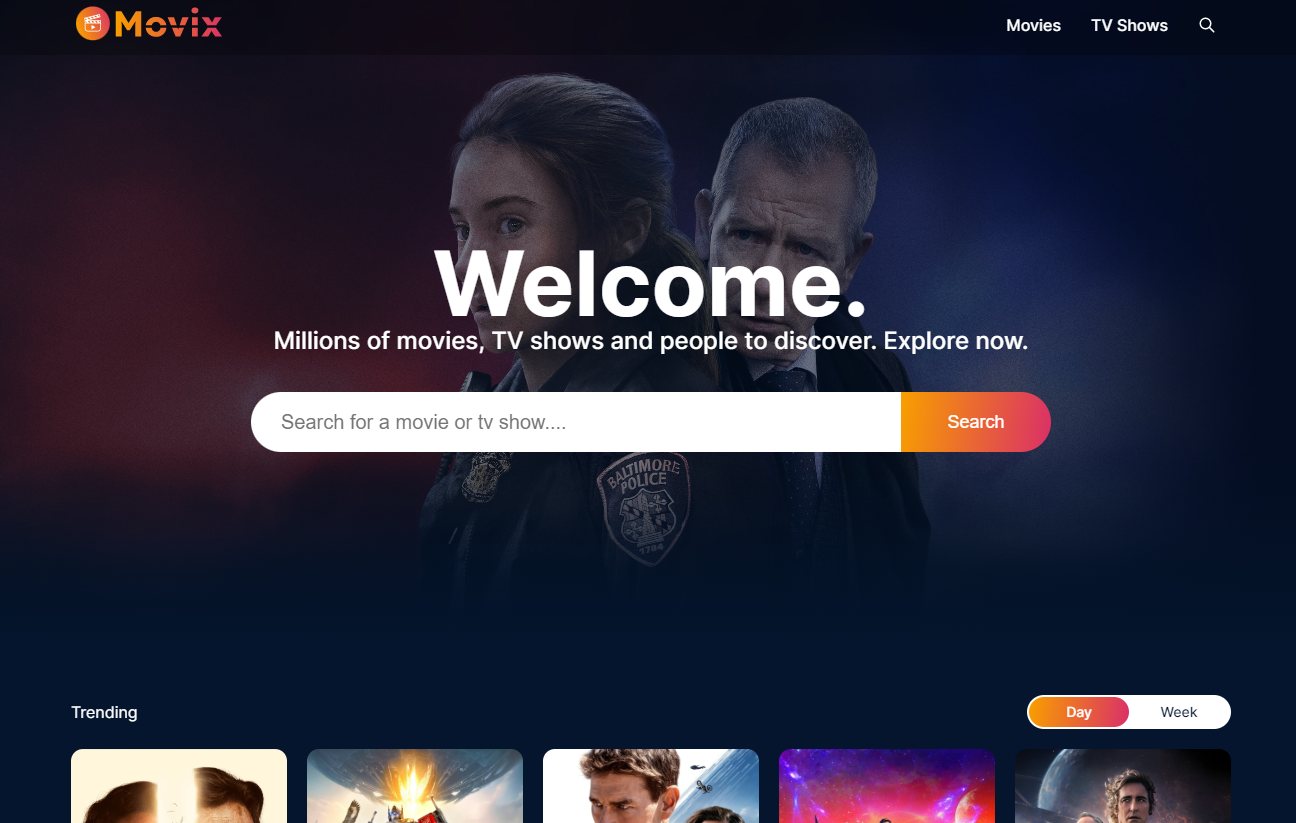 Movix
Movies
TV Shows
Welcome.
Millions of movies, TV shows and people to discover. Explore now.
Search for a movie or tv show....
Search
BALTIMORE
POLICE
1784
Trending
Day
Week